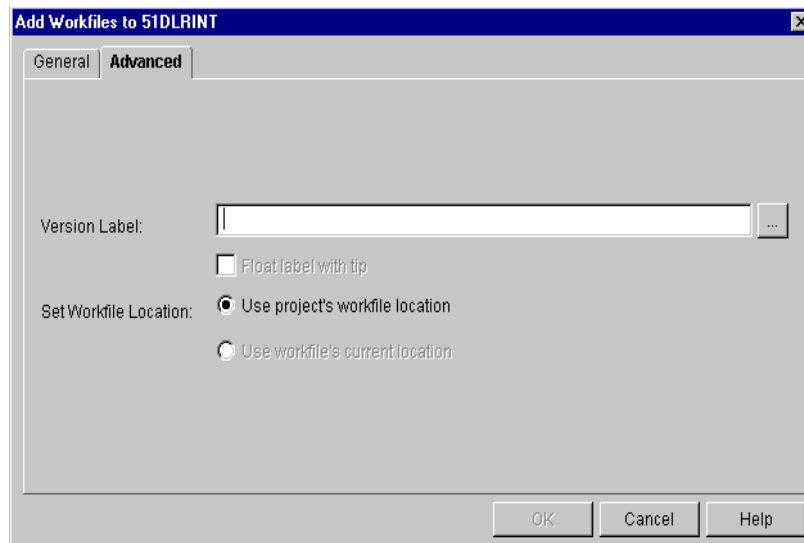 Add Workfiles to 51DLRINT
General Advanced
Version Label: ...
Float label with tip
Set Workfile Location: Use project's workfile location
Use workfile's current location
OK Cancel Help